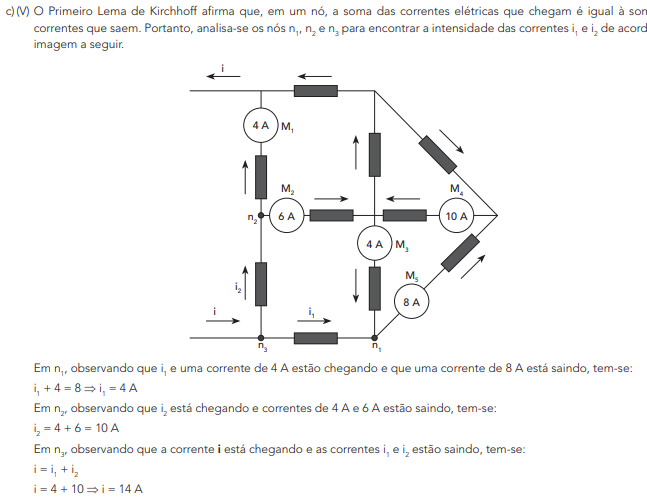 c) (V) O Primeiro Lema de Kirchhoff afirma que, em um nó, a soma das correntes elétricas que chegam é igual à
correntes que saem. Portanto, analisa-se os nós n₁, n₂ e n₃ para encontrar a intensidade das correntes i₁ e i₂ de
imagem a seguir.
i
4 A M₁
M₂
M₄
n₂ 6 A 10 A
4 A M₃
M₅
i₂
8 A
i i₁
n₃ n₁
Em n₁, observando que i₁ e uma corrente de 4 A estão chegando e que uma corrente de 8 A está saindo, tem-se:
i₁ + 4 = 8 ⇒ i₁ = 4 A
Em n₂, observando que i₂ está chegando e correntes de 4 A e 6 A estão saindo, tem-se:
i₂ = 4 + 6 = 10 A
Em n₃, observando que a corrente i está chegando e as correntes i₁ e i₂ estão saindo, tem-se:
i = i₁ + i₂
i = 4 + 10 ⇒ i = 14 A